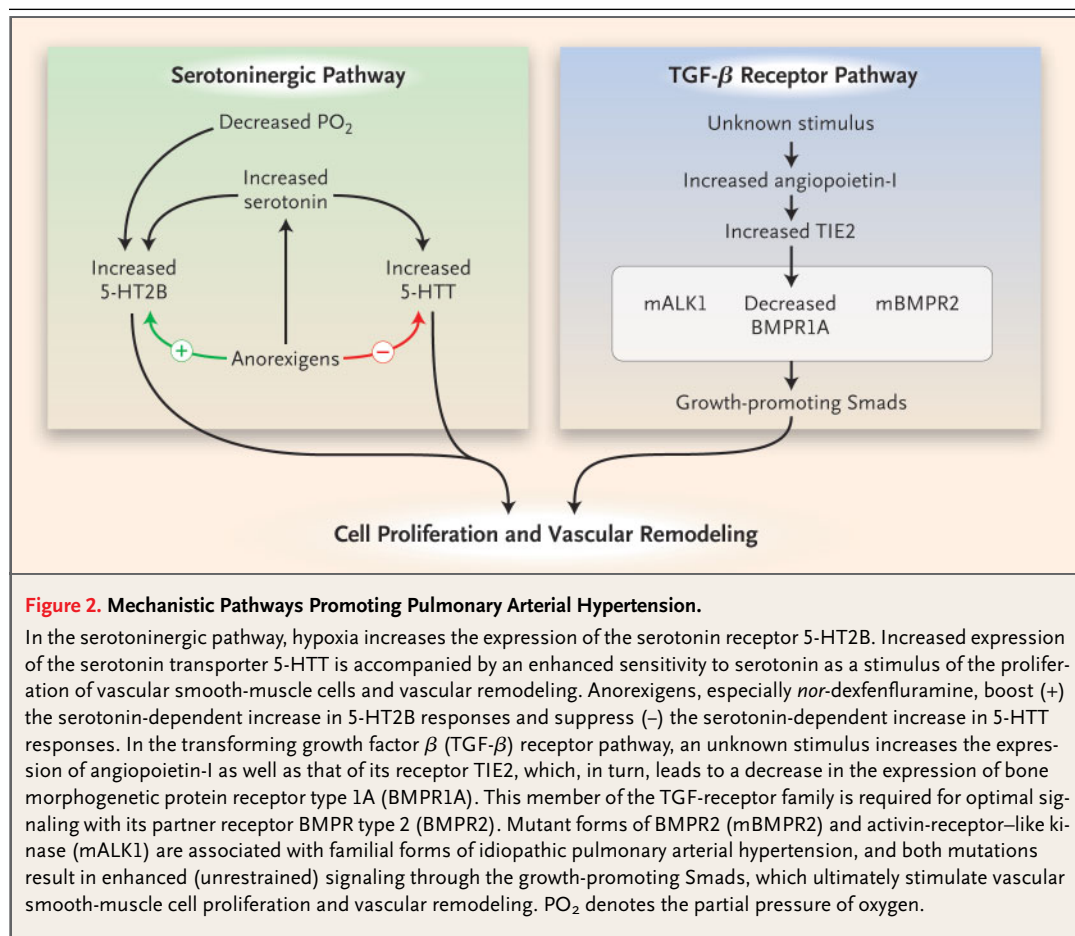 Serotoninergic Pathway
Decreased PO₂
Increased
serotonin
Increased
5-HT2B
Increased
5-HTT
+
Anorexigens
–
TGF-β Receptor Pathway
Unknown stimulus
Increased angiopoietin-I
Increased TIE2
mALK1
Decreased
BMPR1A
mBMPR2
Growth-promoting Smads
Cell Proliferation and Vascular Remodeling
Figure 2. Mechanistic Pathways Promoting Pulmonary Arterial Hypertension.
In the serotoninergic pathway, hypoxia increases the expression of the serotonin receptor 5-HT2B. Increased expression
of the serotonin transporter 5-HTT is accompanied by an enhanced sensitivity to serotonin as a stimulus of the prolifer-
ation of vascular smooth-muscle cells and vascular remodeling. Anorexigens, especially nor-dexfenfluramine, boost (+)
the serotonin-dependent increase in 5-HT2B responses and suppress (–) the serotonin-dependent increase in 5-HTT
responses. In the transforming growth factor β (TGF-β) receptor pathway, an unknown stimulus increases the expres-
sion of angiopoietin-I as well as that of its receptor TIE2, which, in turn, leads to a decrease in the expression of bone
morphogenetic protein receptor type 1A (BMPR1A). This member of the TGF-receptor family is required for optimal sig-
naling with its partner receptor BMPR type 2 (BMPR2). Mutant forms of BMPR2 (mBMPR2) and activin-receptor–like ki-
nase (mALK1) are associated with familial forms of idiopathic pulmonary arterial hypertension, and both mutations
result in enhanced (unrestrained) signaling through the growth-promoting Smads, which ultimately stimulate vascular
smooth-muscle cell proliferation and vascular remodeling. PO₂ denotes the partial pressure of oxygen.